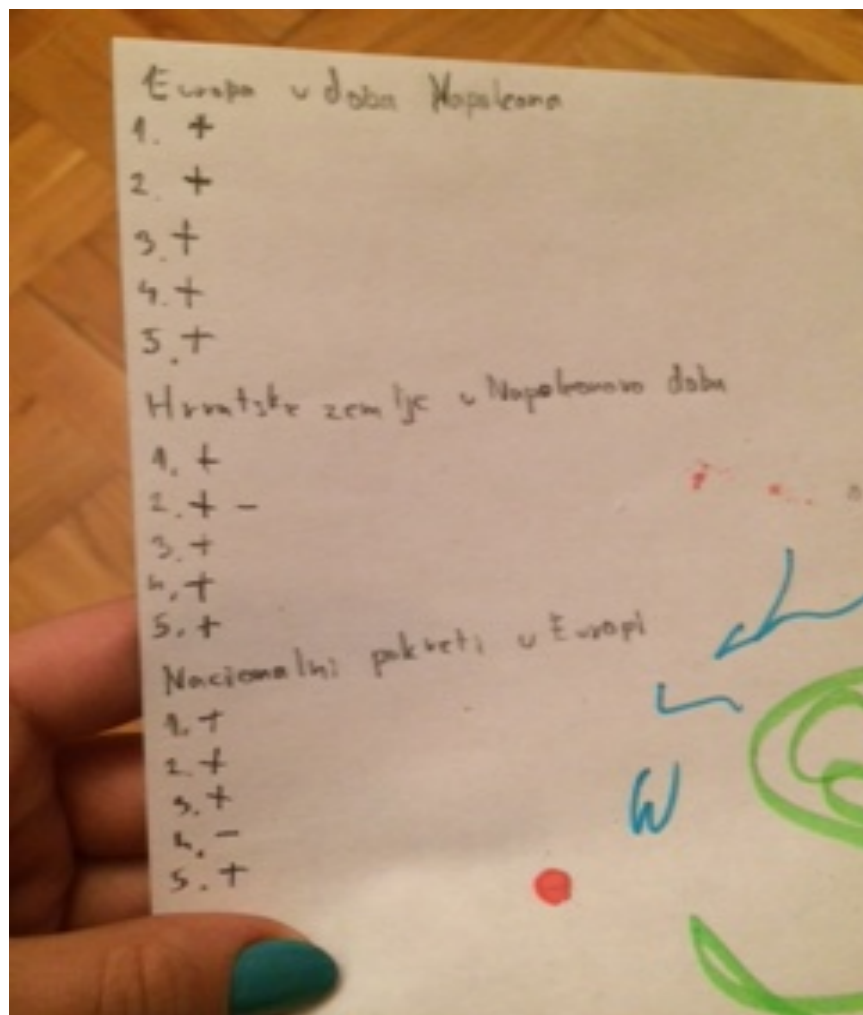 Europa u doba Napoleona
1. +
2. +
3. +
4. +
5. +
Hrvatske zemlje u Napoleonovo doba
1. +
2. + -
3. +
4. +
5. +
Nacionalni pokreti u Europi
1. +
2. +
3. +
4. -
5. +
W